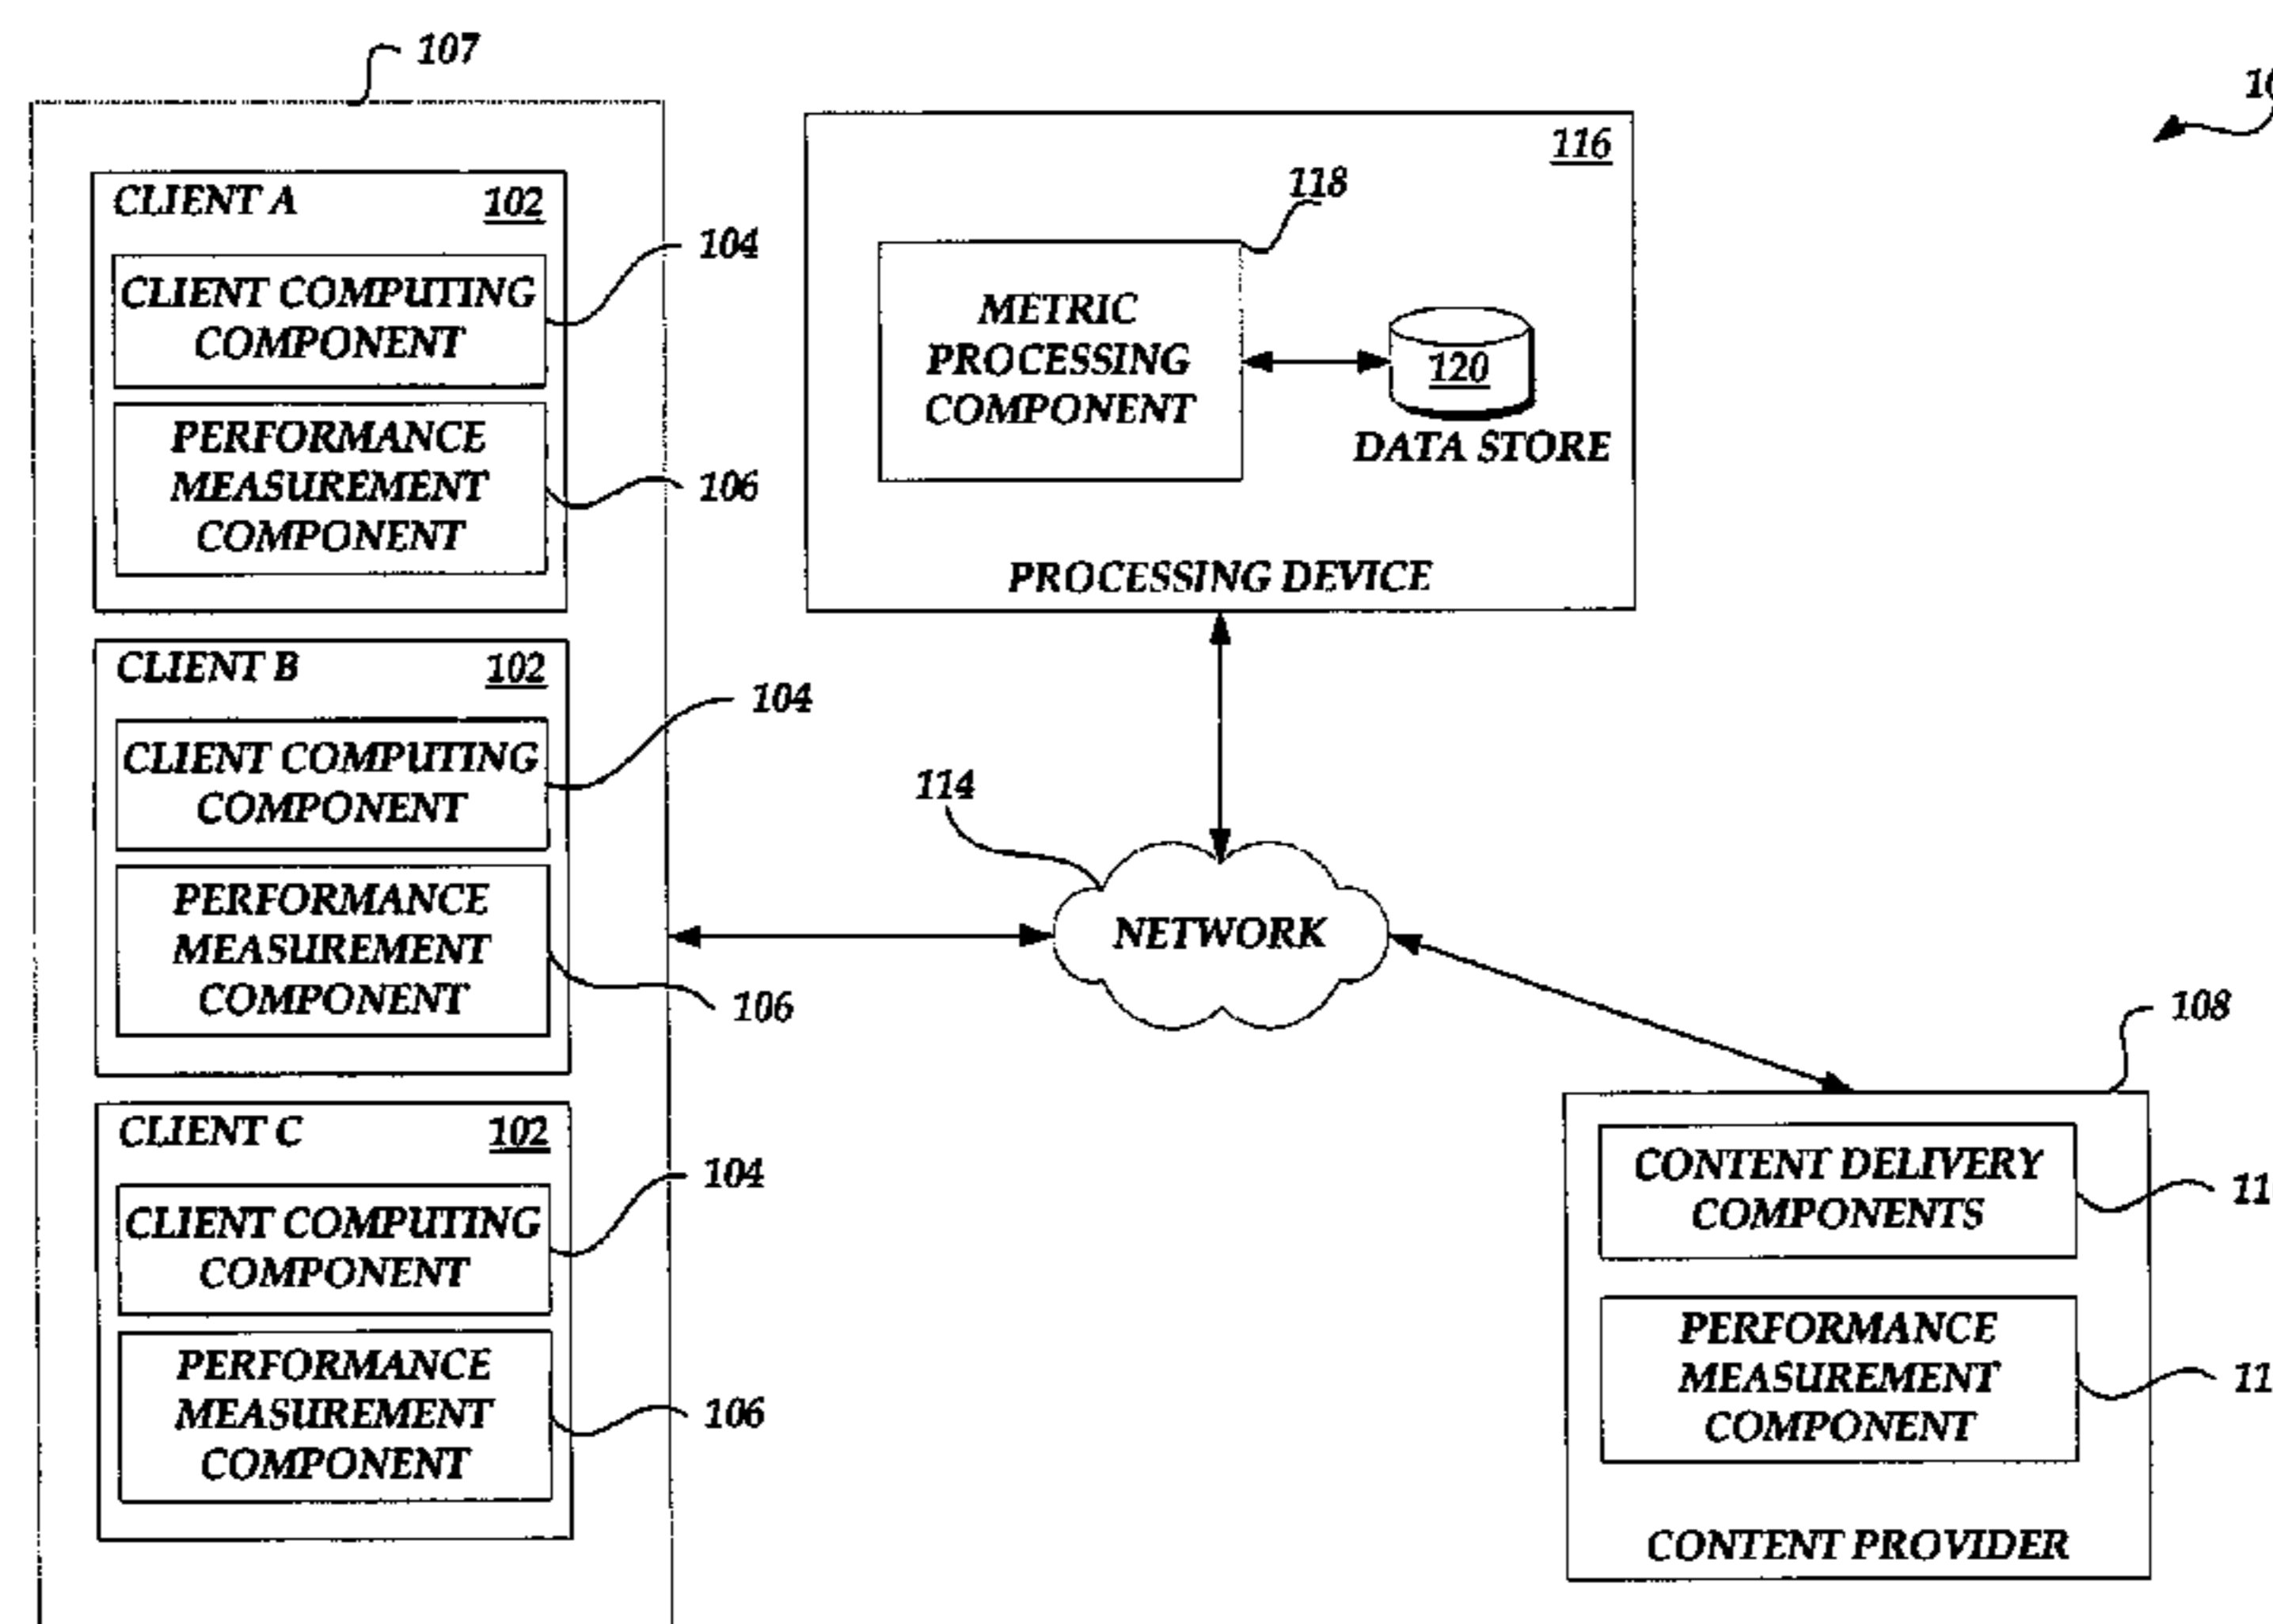 107
CLIENT A 102
104
CLIENT COMPUTING
COMPONENT
PERFORMANCE
MEASUREMENT
COMPONENT
106
CLIENT B 102
104
CLIENT COMPUTING
COMPONENT
PERFORMANCE
MEASUREMENT
COMPONENT
106
CLIENT C 102
104
CLIENT COMPUTING
COMPONENT
PERFORMANCE
MEASUREMENT
COMPONENT
106
116
118
METRIC
PROCESSING
COMPONENT
120
DATA STORE
PROCESSING DEVICE
114
NETWORK
108
CONTENT DELIVERY
COMPONENTS
PERFORMANCE
MEASUREMENT
COMPONENT
CONTENT PROVIDER